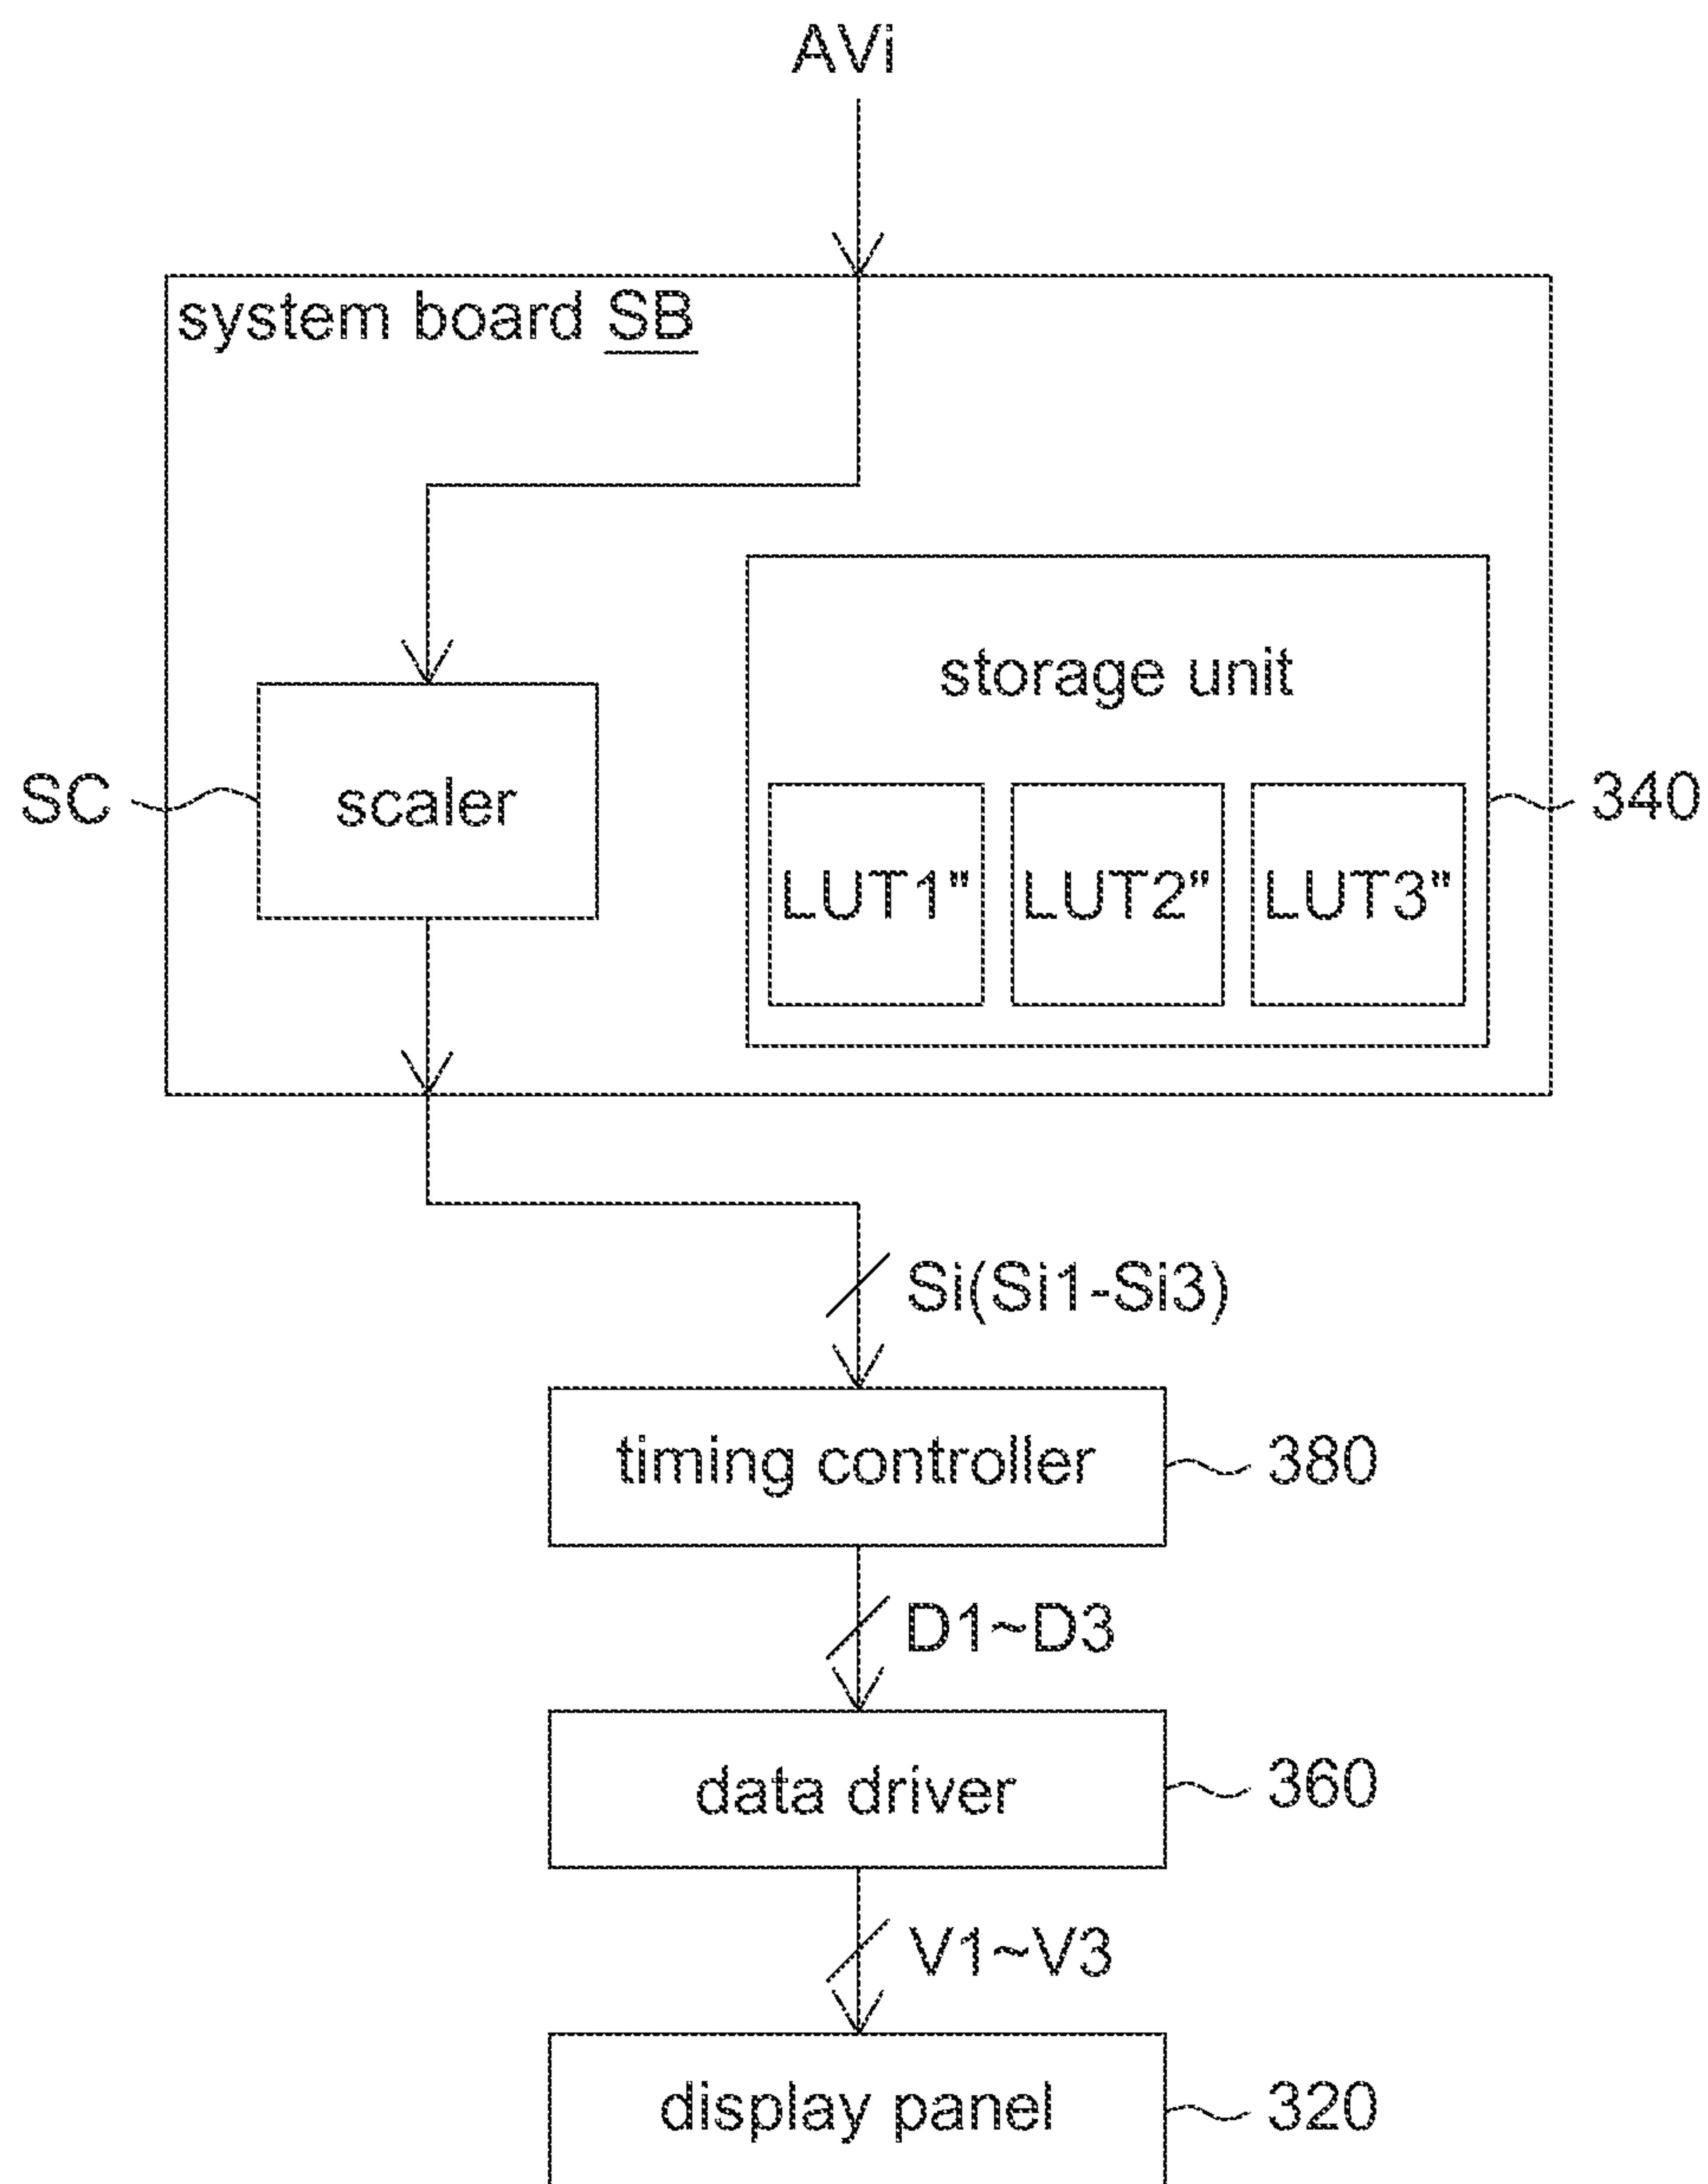 AVi
system board SB
storage unit
SC
scaler
340
LUT1"
LUT2"
LUT3"
Si(Si1-Si3)
timing controller
380
D1~D3
data driver
360
V1~V3
display panel
320